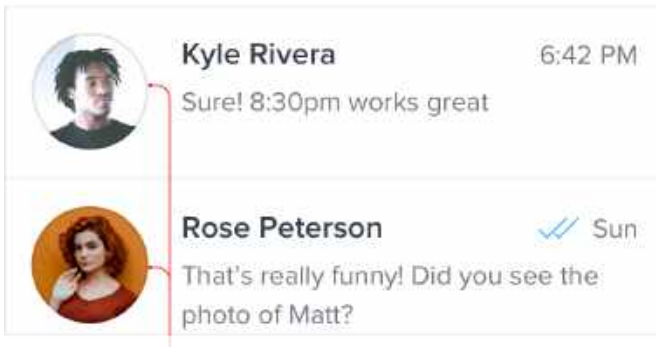 Kyle Rivera 6:42 PM
Sure! 8:30pm works great
Rose Peterson Sun
That's really funny! Did you see the
photo of Matt?